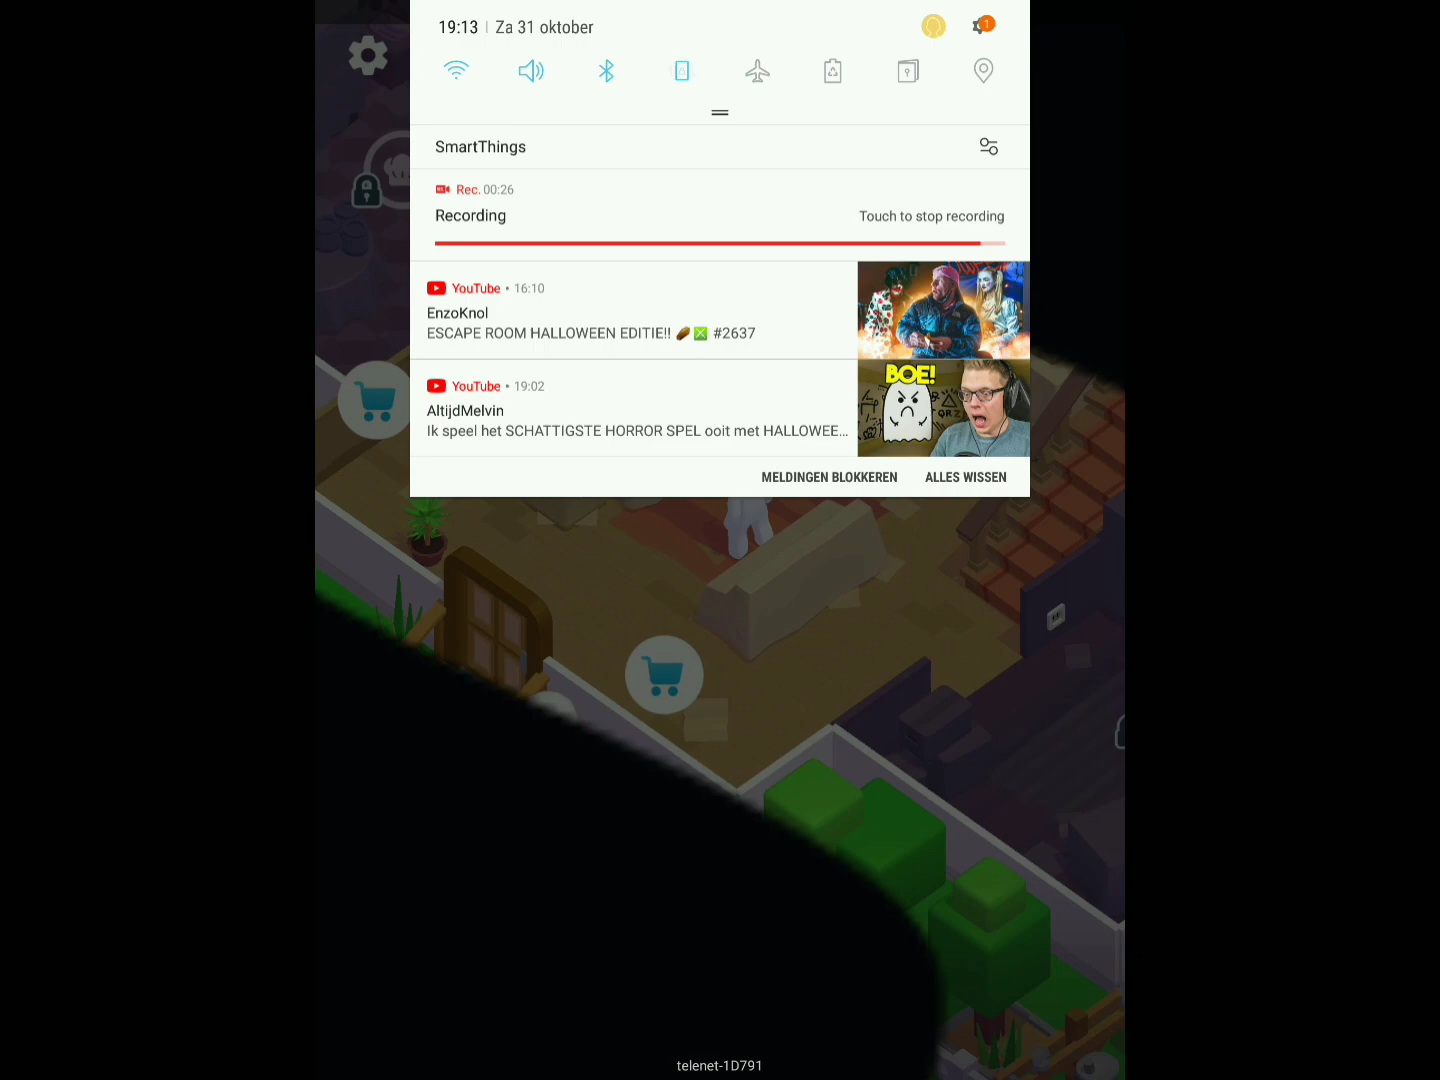 19:13 | Za 31 oktober
1
SmartThings
Rec. 00:26
Recording
Touch to stop recording
YouTube • 16:10
EnzoKnol
ESCAPE ROOM HALLOWEEN EDITIE!! #2637
YouTube • 19:02
AltijdMelvin
Ik speel het SCHATTIGSTE HORROR SPEL ooit met HALLOWEE...
BOE!
MELDINGEN BLOKKEREN
ALLES WISSEN
telenet-1D791